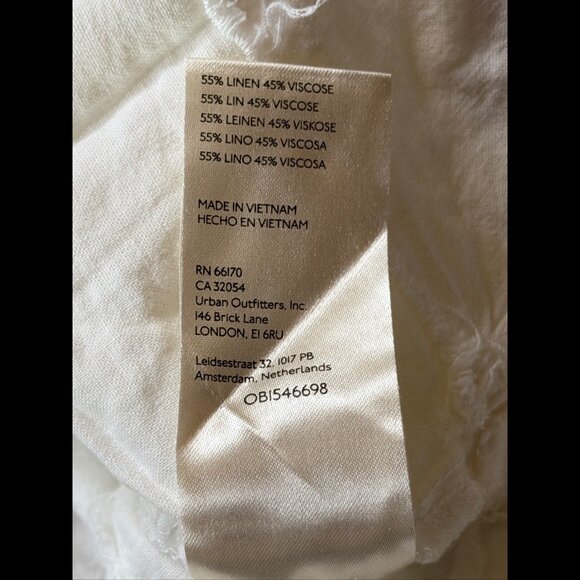 55% LINEN 45% VISCOSE
55% LIN 45% VISCOSE
55% LEINEN 45% VISKOSE
55% LINO 45% VISCOSA
55% LINO 45% VISCOSA
MADE IN VIETNAM
HECHO EN VIETNAM
RN 66170
CA 32054
Urban Outfitters, Inc.
146 Brick Lane
LONDON, E1 6RU
Leidsestraat 32, 1017 PB
Amsterdam, Netherlands
OB1546698